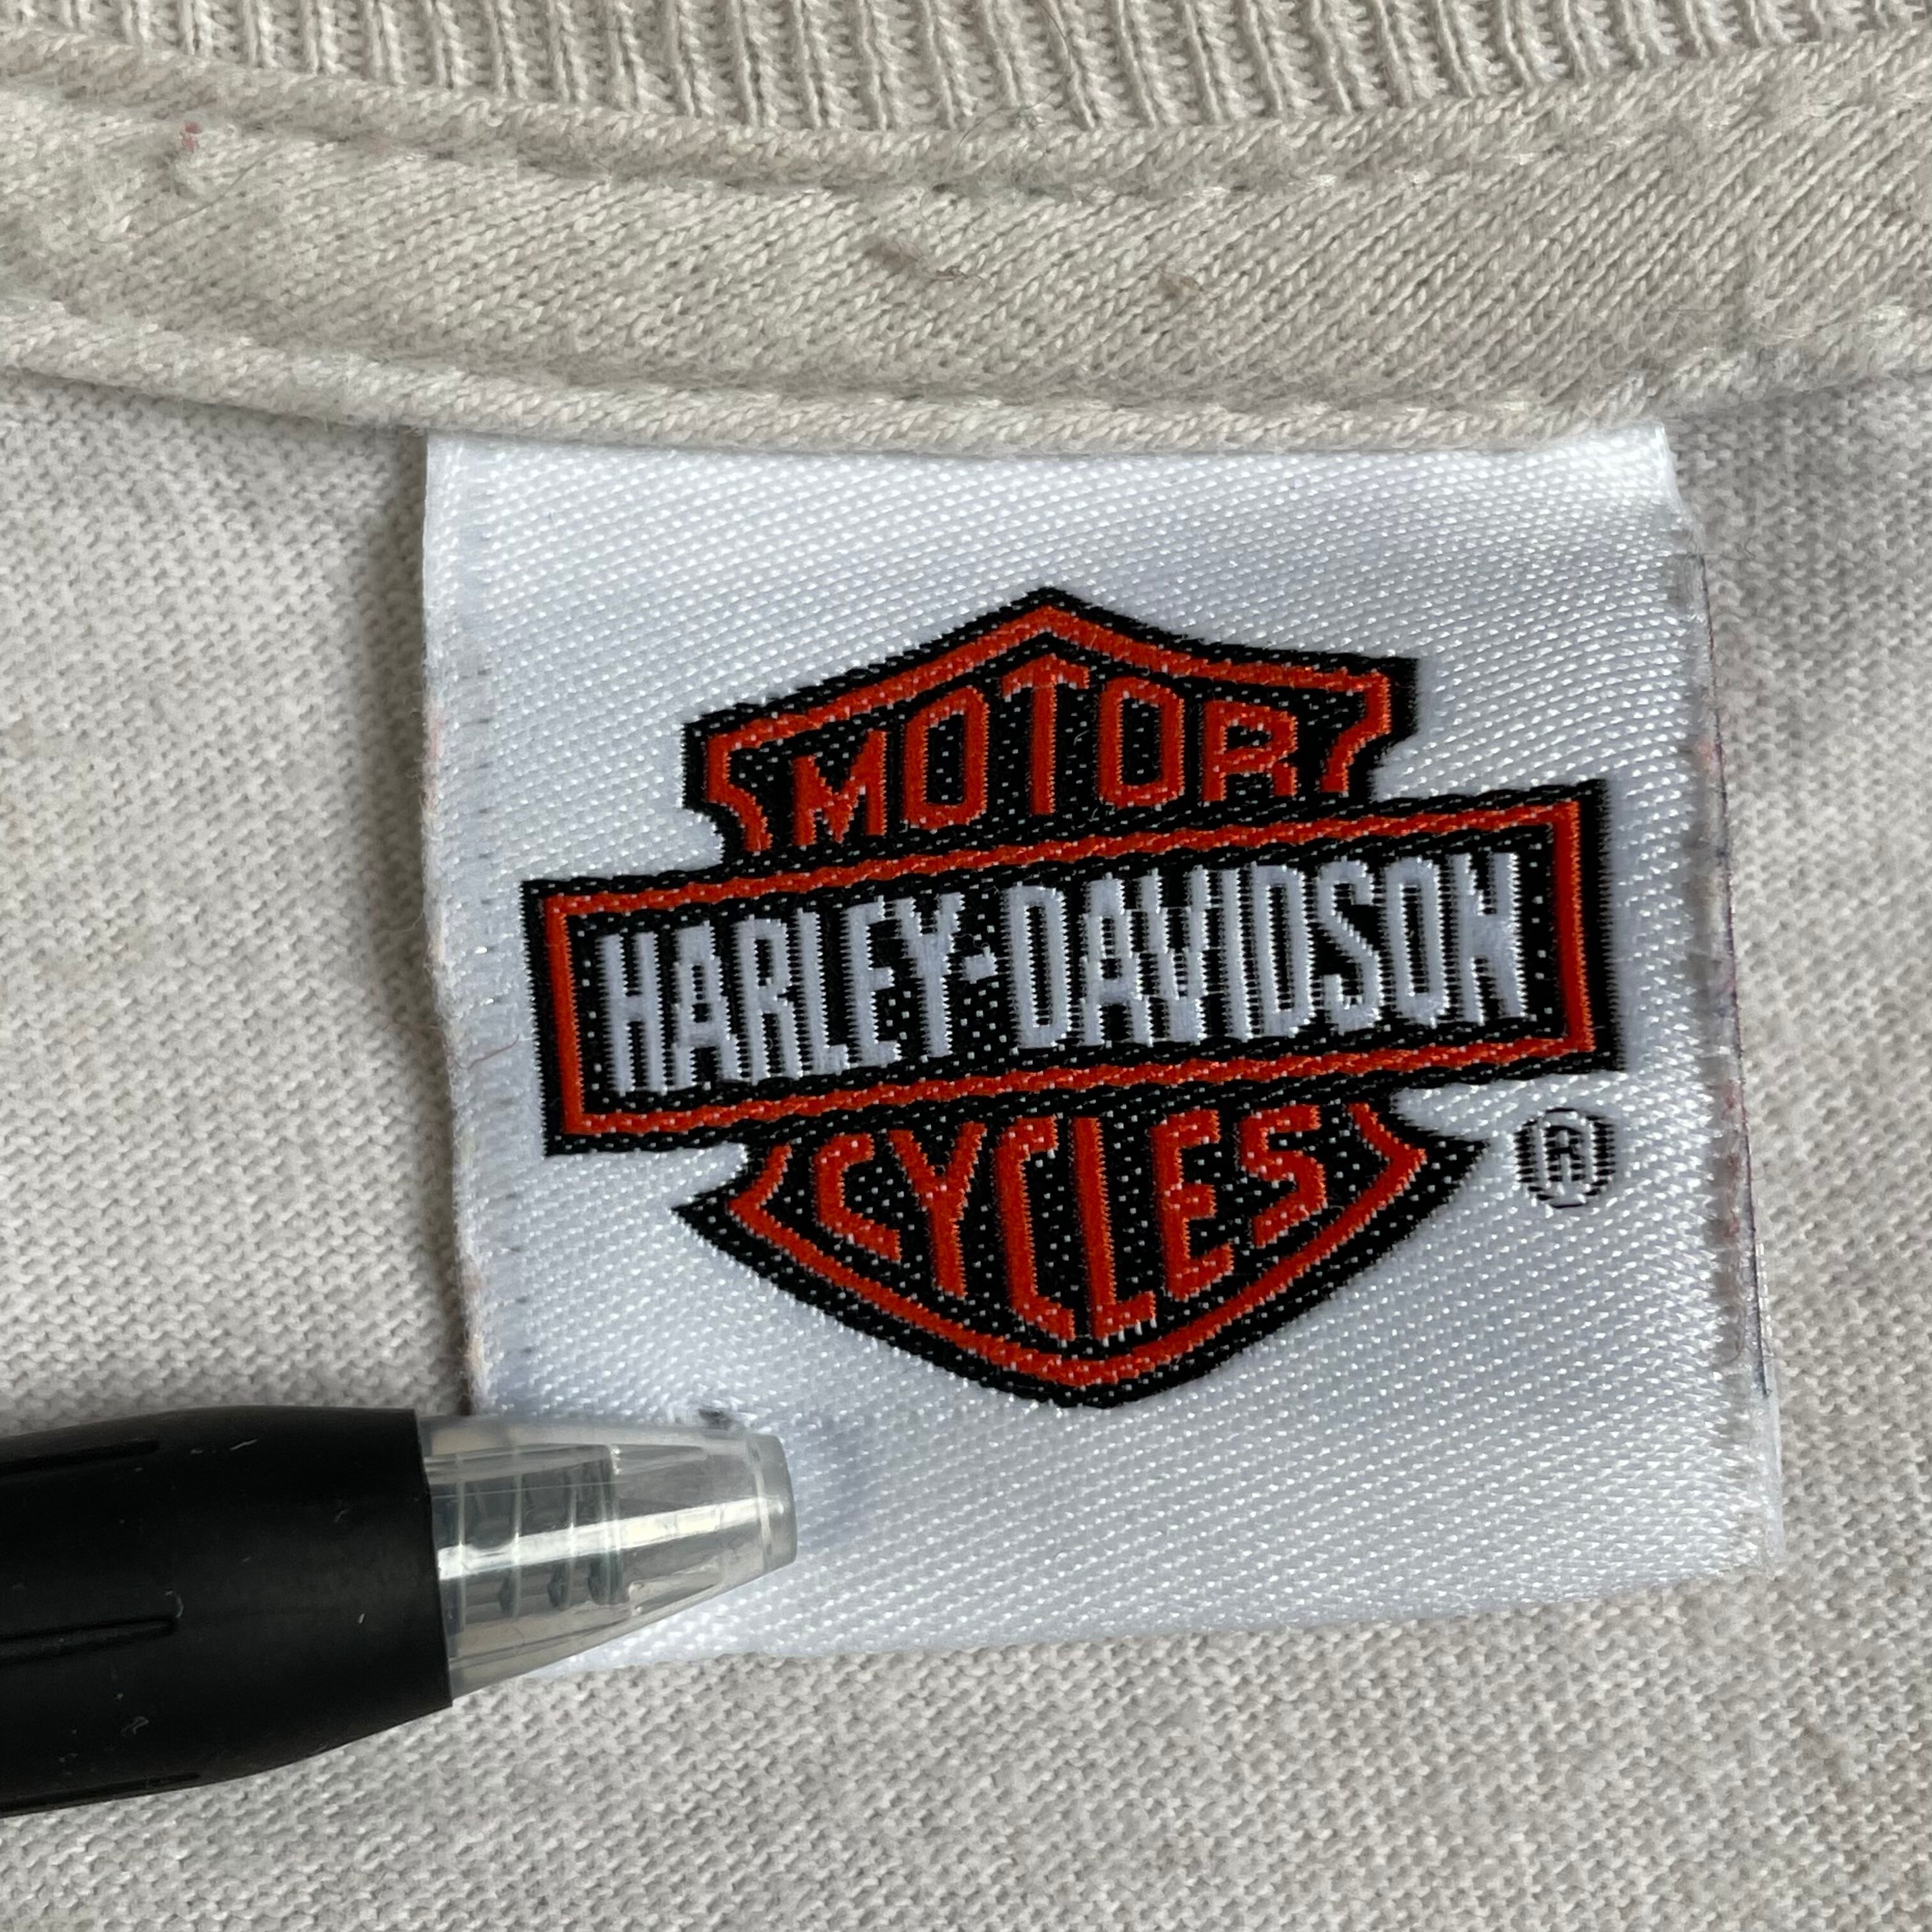 MOTOR
HARLEY-DAVIDSON
CYCLES
®